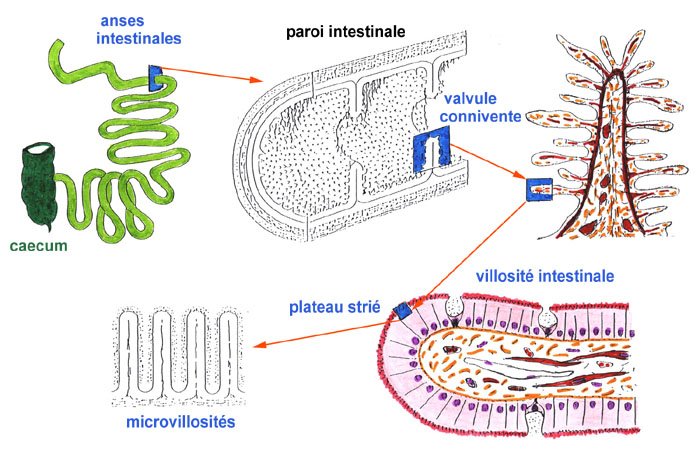 anses
intestinales
paroi intestinale
valvule
connivente
caecum
villosité intestinale
plateau strié
microvillosités